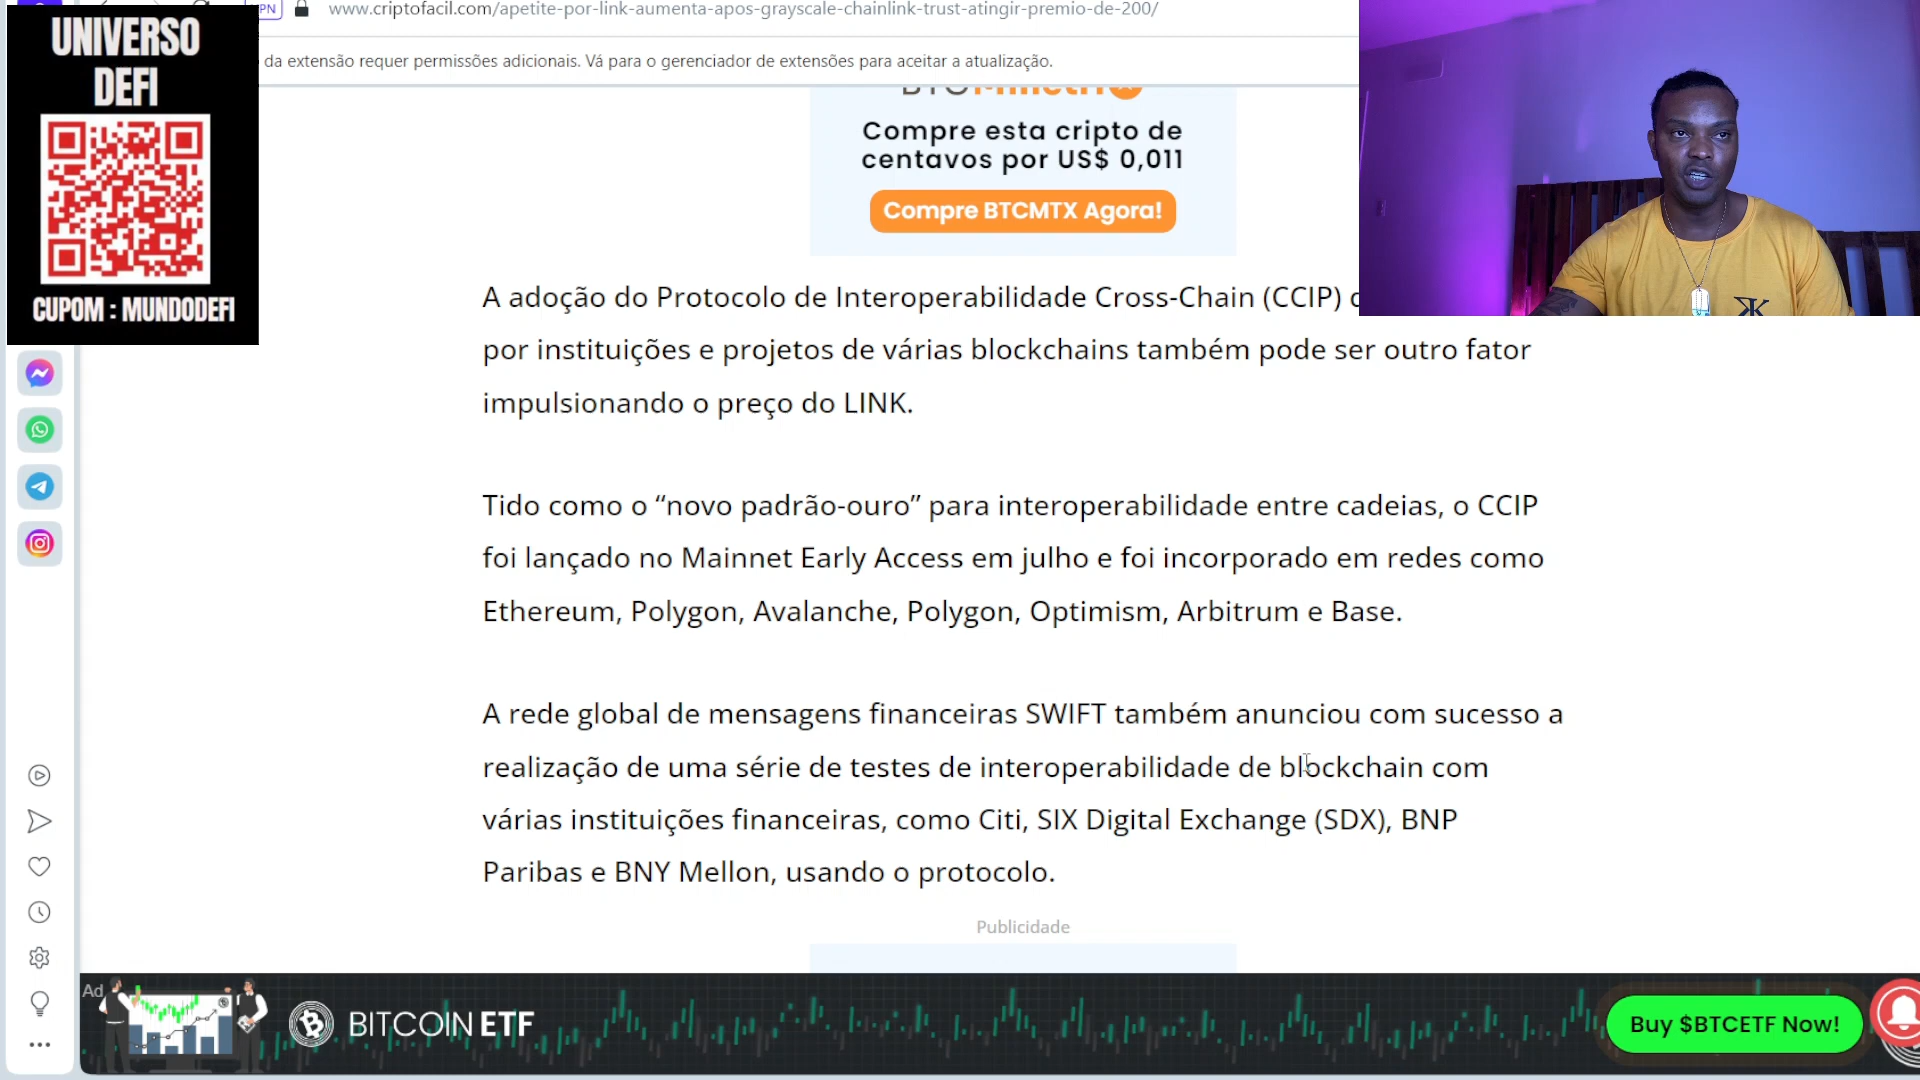 UNIVERSO
DEFI
CUPOM : MUNDODEFI
PN
www.criptofacil.com/apetite-por-link-aumenta-apos-grayscale-chainlink-trust-atingir-premio-de-200/
da extensão requer permissões adicionais. Vá para o gerenciador de extensões para aceitar a atualização.
Compre esta cripto de
centavos por US$ 0,011
Compre BTCMTX Agora!
A adoção do Protocolo de Interoperabilidade Cross-Chain (CCIP)
por instituições e projetos de várias blockchains também pode ser outro fator
impulsionando o preço do LINK.
Tido como o “novo padrão-ouro” para interoperabilidade entre cadeias, o CCIP
foi lançado no Mainnet Early Access em julho e foi incorporado em redes como
Ethereum, Polygon, Avalanche, Polygon, Optimism, Arbitrum e Base.
A rede global de mensagens financeiras SWIFT também anunciou com sucesso a
realização de uma série de testes de interoperabilidade de blockchain com
várias instituições financeiras, como Citi, SIX Digital Exchange (SDX), BNP
Paribas e BNY Mellon, usando o protocolo.
Publicidade
Ad
BITCOIN ETF
Buy $BTCETF Now!